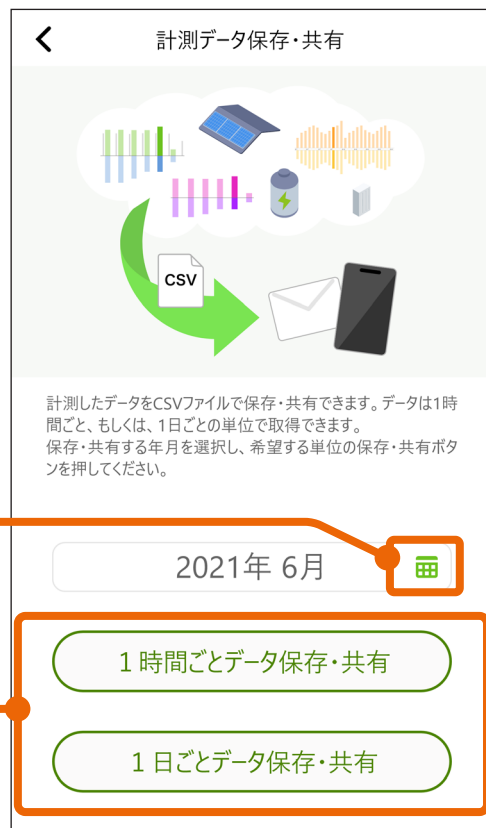 計測データ保存・共有
CSV
計測したデータをCSVファイルで保存・共有できます。データは1時
間ごと、もしくは、1日ごとの単位で取得できます。
保存・共有する年月を選択し、希望する単位の保存・共有ボタ
ンを押してください。
2021年 6月
1 時間ごとデータ保存・共有
1 日ごとデータ保存・共有